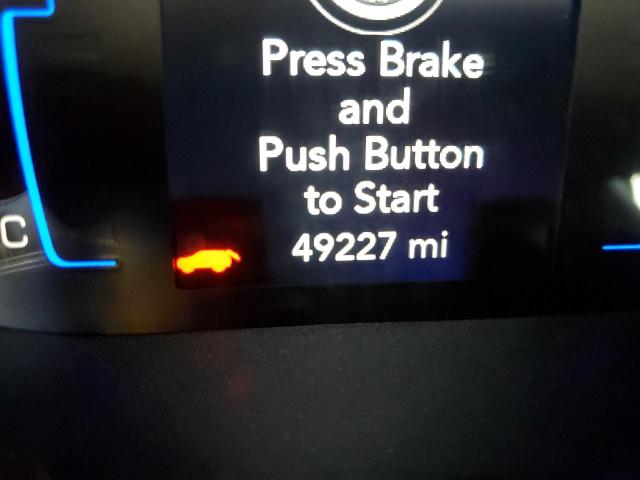 Press Brake
and
Push Button
to Start
49227 mi
C